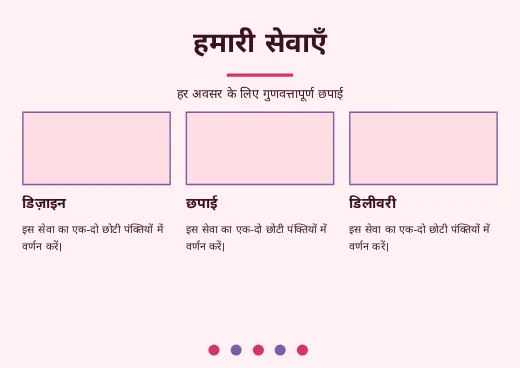 हमारी सेवाएँ
हर अवसर के लिए गुणवत्तापूर्ण छपाई
डिज़ाइन
इस सेवा का एक-दो छोटी पंक्तियों में
वर्णन करें|
छपाई
इस सेवा का एक-दो छोटी पंक्तियों में
वर्णन करें|
डिलीवरी
इस सेवा का एक-दो छोटी पंक्तियों में
वर्णन करें|